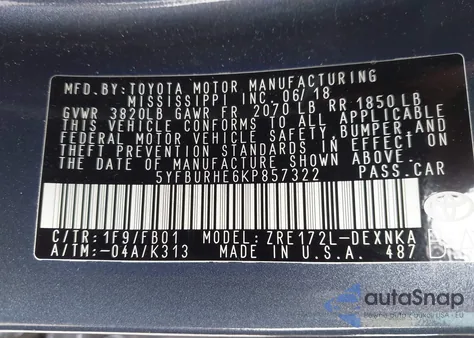 MFD.BY:TOYOTA MOTOR MANUFACTURING
MISSISSIPPI INC. 06/18
GVWR 3820LB GAWR FR 2070LB RR 1850LB
THIS VEHICLE CONFORMS TO ALL APPLICABLE
FEDERAL MOTOR VEHICLE SAFETY, BUMPER, AND
THEFT PREVENTION STANDARDS IN EFFECT ON
THE DATE OF MANUFACTURE SHOWN ABOVE.
5YFBURHE6KP857322 PASS.CAR
C/TR:1F9/FB01 MODEL:ZRE172L-DEXNKA
A/TM:-04A/K313 MADE IN U.S.A. 487
autoSnap